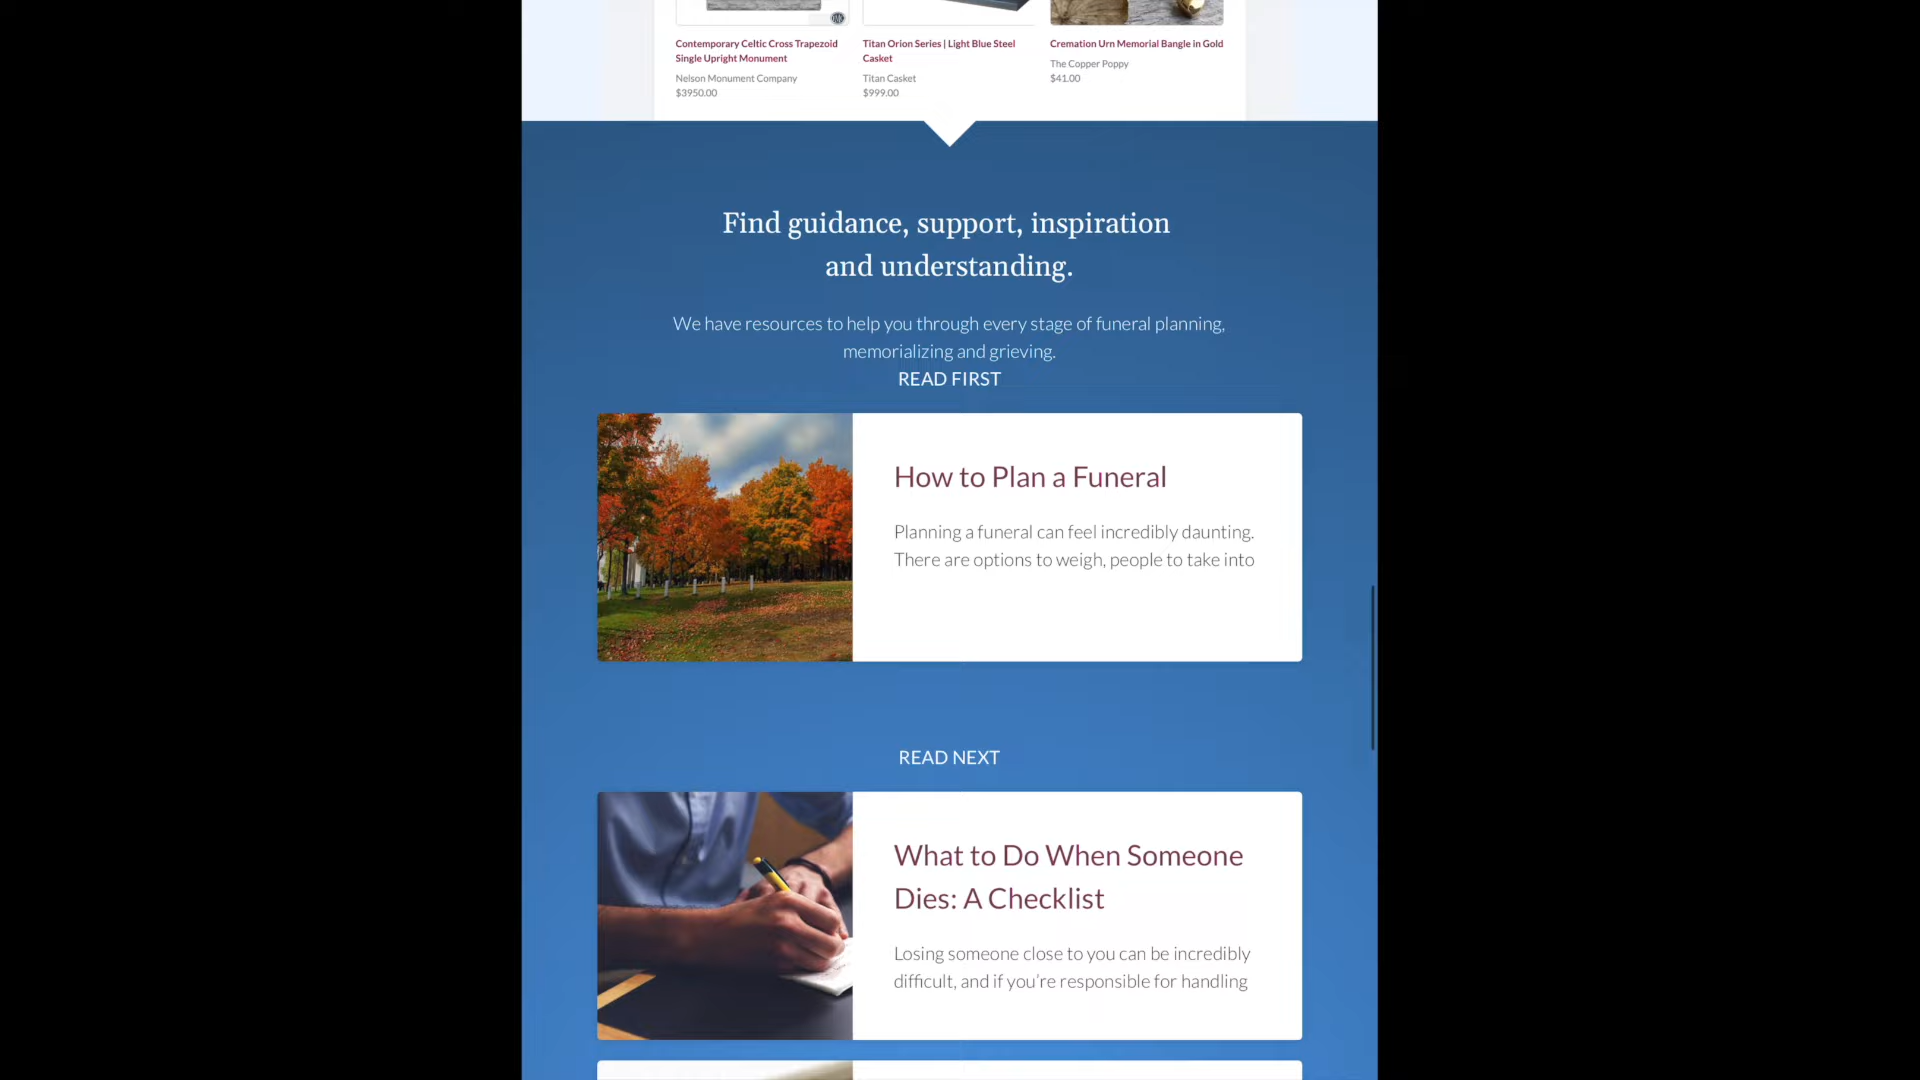 Contemporary Celtic Cross Trapezoid
Single Upright Monument
Nelson Monument Company
$3950.00
Titan Orion Series | Light Blue Steel
Casket
Titan Casket
$999.00
Cremation Urn Memorial Bangle in Gold
The Copper Poppy
$41.00
Find guidance, support, inspiration
and understanding.
We have resources to help you through every stage of funeral planning,
memorializing and grieving.
READ FIRST
How to Plan a Funeral
Planning a funeral can feel incredibly daunting.
There are options to weigh, people to take into
READ NEXT
What to Do When Someone
Dies: A Checklist
Losing someone close to you can be incredibly
difficult, and if you're responsible for handling